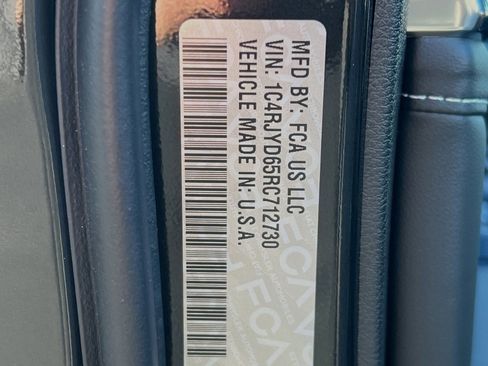 MFD BY: FCA US LLC
VIN: 1C4RJYD65RC712730
VEHICLE MADE IN: U.S.A.